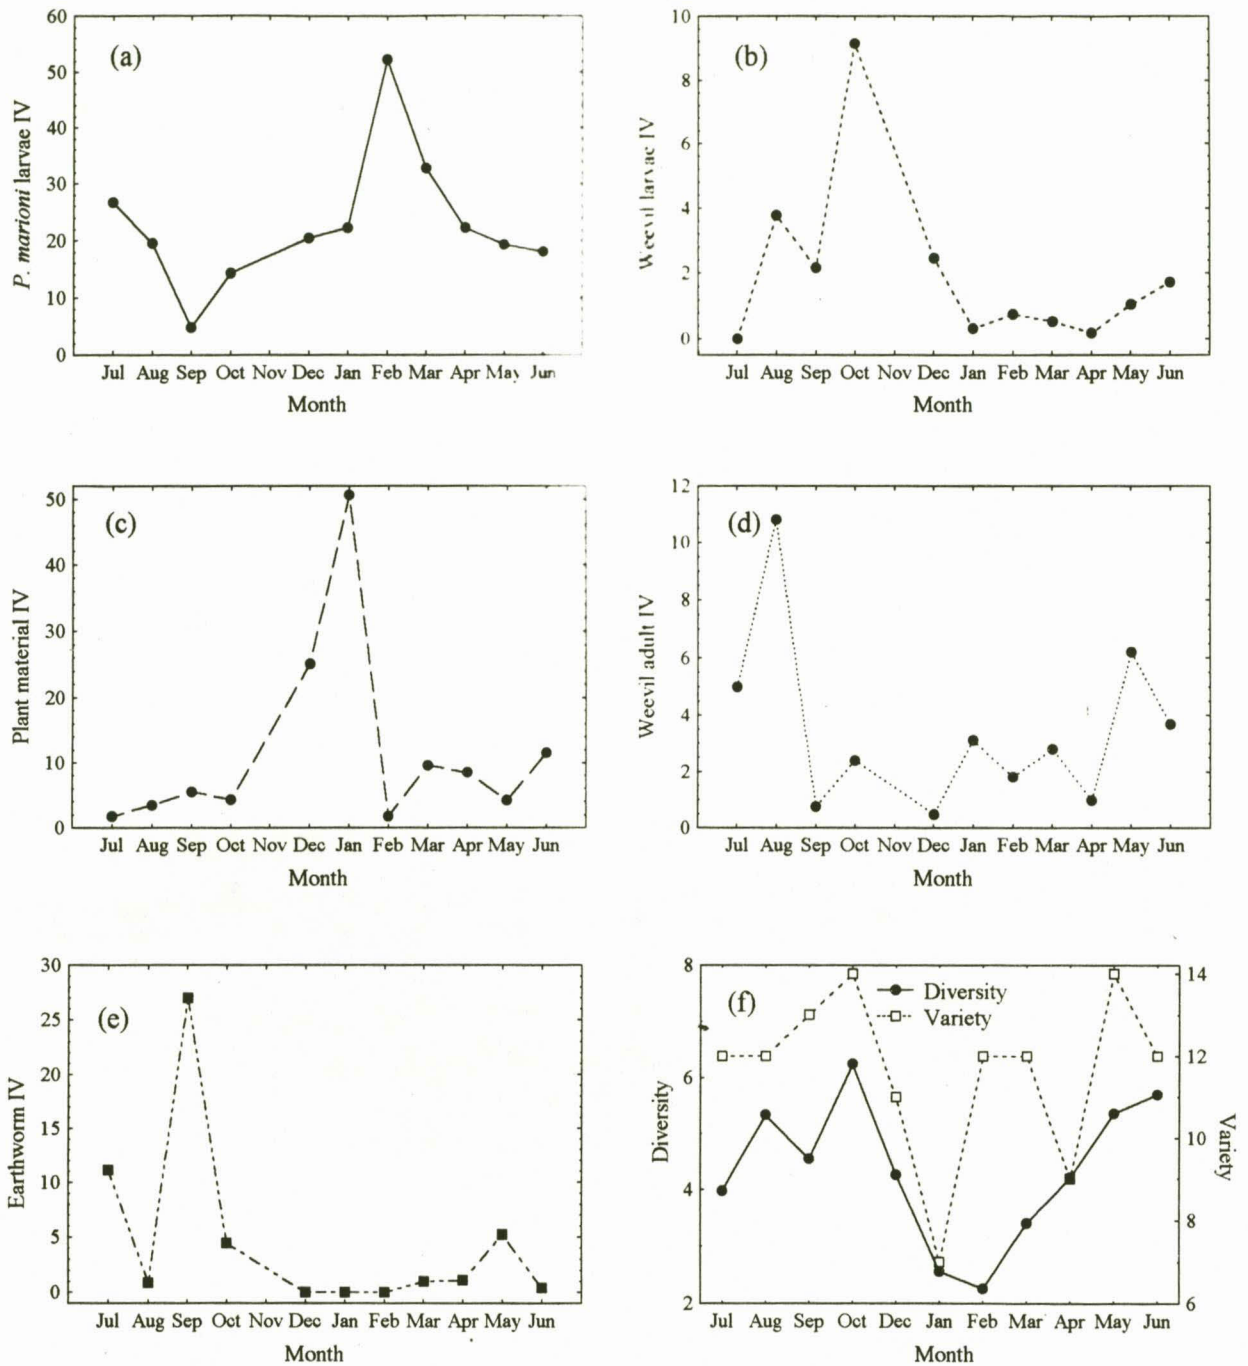 (a)
P. marioni larvae IV
60
50
40
30
20
10
0
Jul Aug Sep Oct Nov Dec Jan Feb Mar Apr May Jun
Month
(b)
Weevil larvae IV
10
8
6
4
2
0
Jul Aug Sep Oct Nov Dec Jan Feb Mar Apr May Jun
Month
(c)
Plant material IV
50
40
30
20
10
0
Jul Aug Sep Oct Nov Dec Jan Feb Mar Apr May Jun
Month
(d)
Weevil adult IV
12
10
8
6
4
2
0
Jul Aug Sep Oct Nov Dec Jan Feb Mar Apr May Jun
Month
(e)
Earthworm IV
30
25
20
15
10
5
0
Jul Aug Sep Oct Nov Dec Jan Feb Mar Apr May Jun
Month
(f)
Diversity
Variety
Diversity
8
6
4
2
14
12
10
8
6
Variety
Jul Aug Sep Oct Dec Jan Feb Mar Apr May Jun
Month